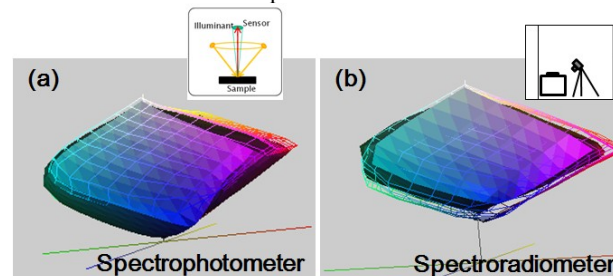 Illuminant
Sensor
Sample
(a)
(b)
Spectrophotometer
Spectroradiometer